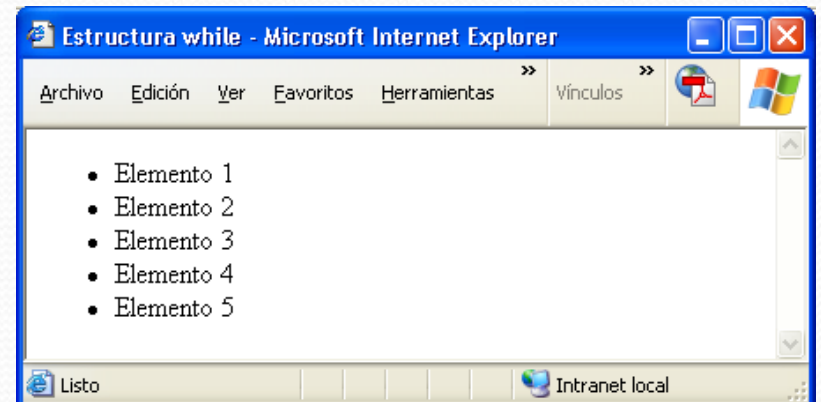 Estructura while - Microsoft Internet Explorer
Archivo Edición Ver Favoritos Herramientas » Vínculos »
• Elemento 1
• Elemento 2
• Elemento 3
• Elemento 4
• Elemento 5
Listo Intranet local